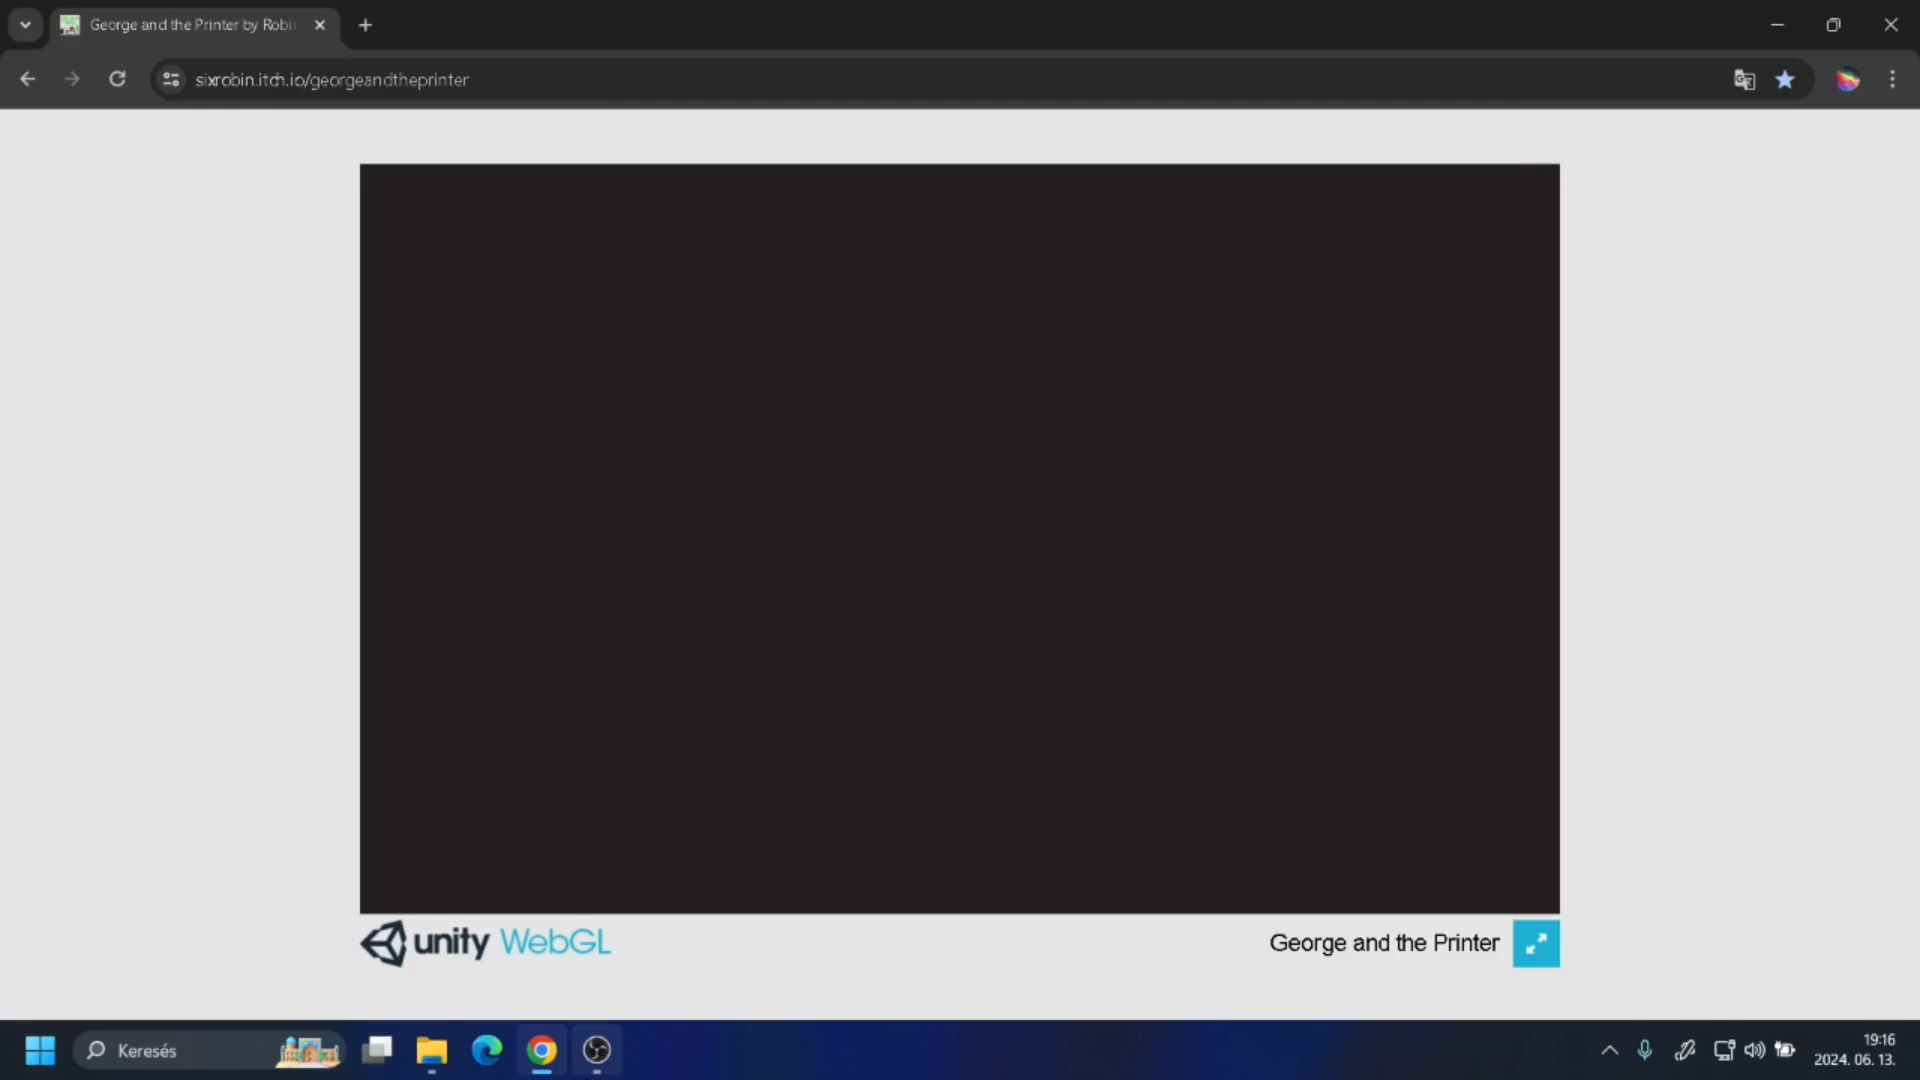 George and the Printer by Robi
sixrobin.itch.io/georgeandtheprinter
unity WebGL
George and the Printer
Keresés
19:16
2024. 06. 13.